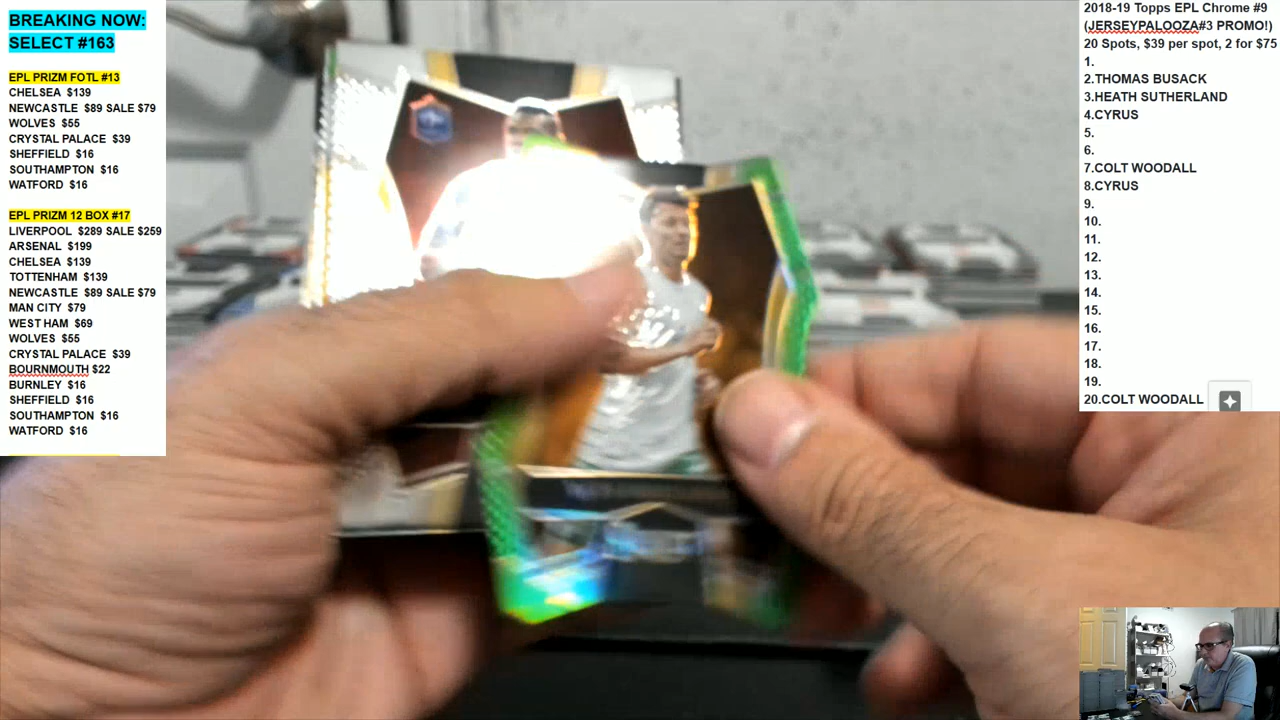 BREAKING NOW:
SELECT #163
EPL PRIZM FOTL #13
CHELSEA $139
NEWCASTLE $89 SALE $79
WOLVES $55
CRYSTAL PALACE $39
SHEFFIELD $16
SOUTHAMPTON $16
WATFORD $16
EPL PRIZM 12 BOX #17
LIVERPOOL $289 SALE $259
ARSENAL $199
CHELSEA $139
TOTTENHAM $139
NEWCASTLE $89 SALE $79
MAN CITY $79
WEST HAM $69
WOLVES $55
CRYSTAL PALACE $39
BOURNMOUTH $22
BURNLEY $16
SHEFFIELD $16
SOUTHAMPTON $16
WATFORD $16
2018-19 Topps EPL Chrome #9
(JERSEYPALOOZA#3 PROMO!)
20 Spots, $39 per spot, 2 for $75
1.
2.THOMAS BUSACK
3.HEATH SUTHERLAND
4.CYRUS
5.
6.
7.COLT WOODALL
8.CYRUS
9.
10.
11.
12.
13.
14.
15.
16.
17.
18.
19.
20.COLT WOODALL